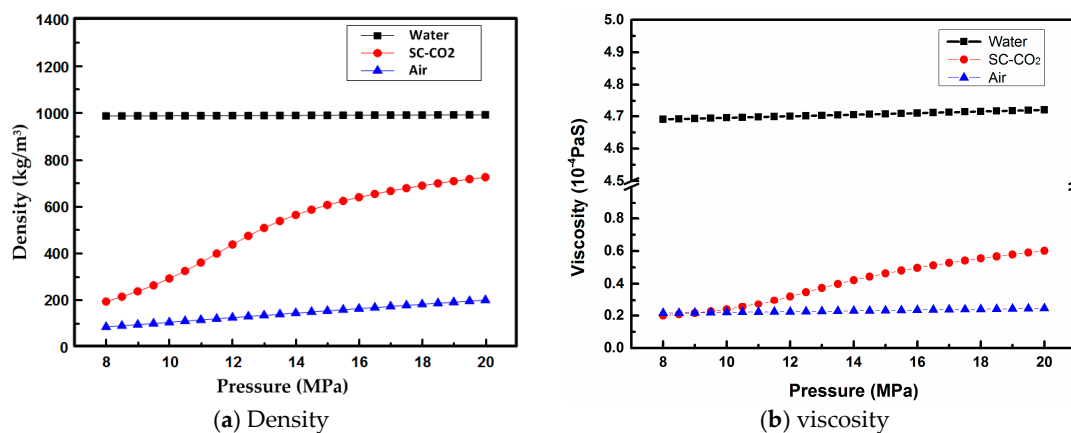 1400
1200
1000
800
600
400
200
0
Density (kg/m³)
Water
SC-CO2
Air
8 10 12 14 16 18 20
Pressure (MPa)
(a) Density
5.0
4.9
4.8
4.7
4.6
4.5
0.8
0.6
0.4
0.2
0.0
Viscosity (10⁻⁴PaS)
Water
SC-CO₂
Air
8 10 12 14 16 18 20
Pressure (MPa)
(b) viscosity